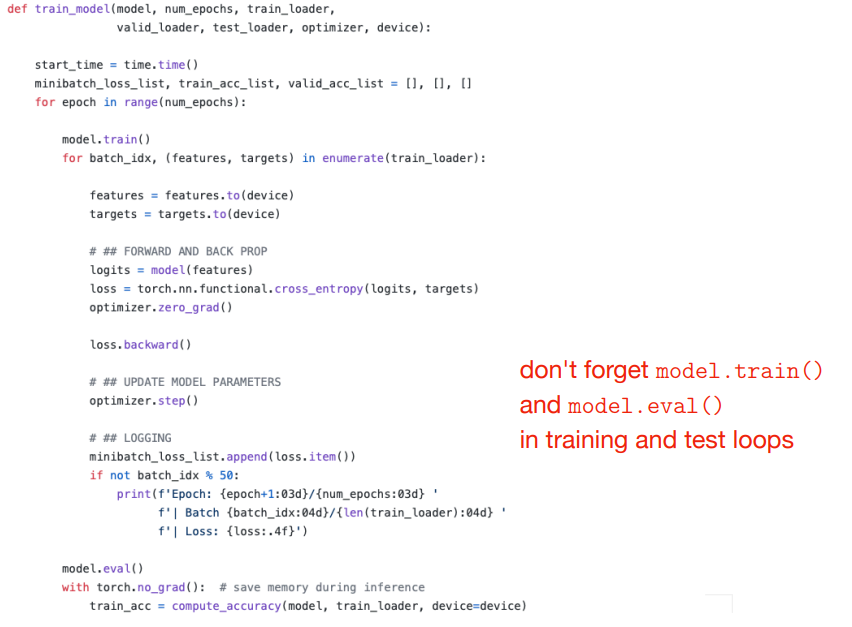 def train_model(model, num_epochs, train_loader,
valid_loader, test_loader, optimizer, device):
start_time = time.time()
minibatch_loss_list, train_acc_list, valid_acc_list = [], [], []
for epoch in range(num_epochs):
model.train()
for batch_idx, (features, targets) in enumerate(train_loader):
features = features.to(device)
targets = targets.to(device)
# ## FORWARD AND BACK PROP
logits = model(features)
loss = torch.nn.functional.cross_entropy(logits, targets)
optimizer.zero_grad()
loss.backward()
# ## UPDATE MODEL PARAMETERS
optimizer.step()
# ## LOGGING
minibatch_loss_list.append(loss.item())
if not batch_idx % 50:
print(f'Epoch: {epoch+1:03d}/{num_epochs:03d} '
f'| Batch {batch_idx:04d}/{len(train_loader):04d} '
f'| Loss: {loss:.4f}')
model.eval()
with torch.no_grad():  # save memory during inference
train_acc = compute_accuracy(model, train_loader, device=device)
don't forget model.train()
and model.eval()
in training and test loops